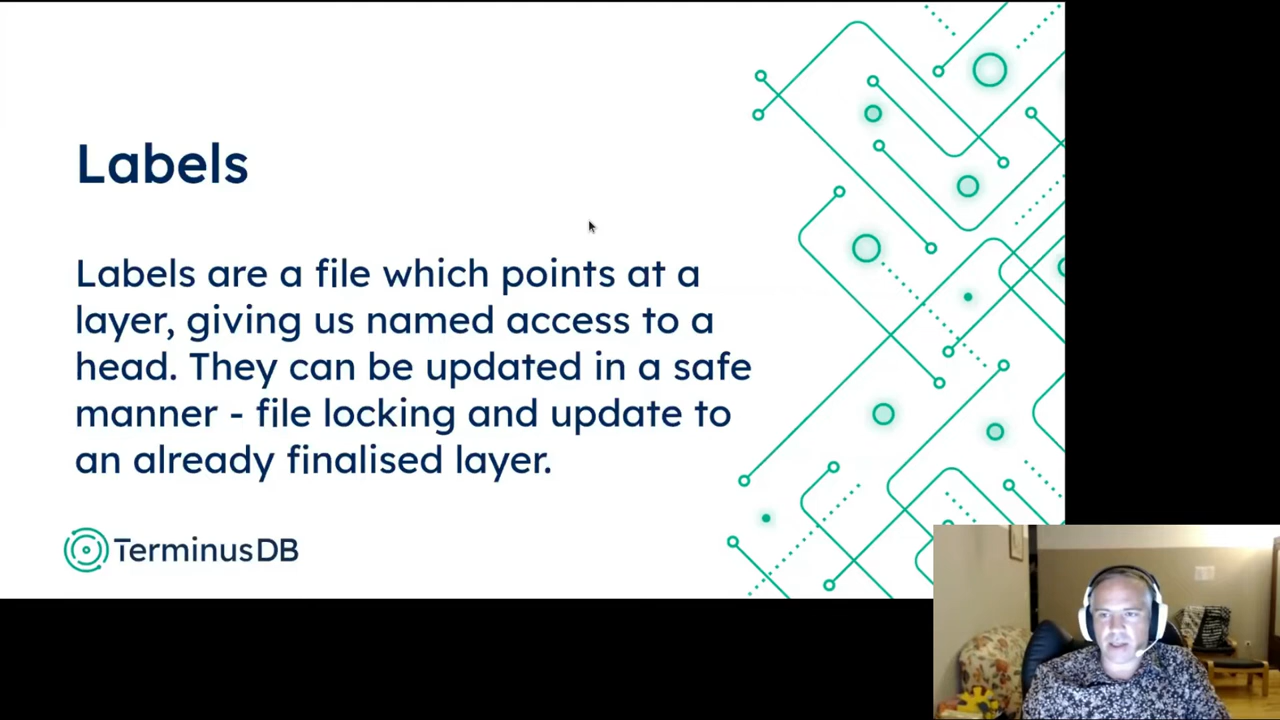 Labels
Labels are a file which points at a
layer, giving us named access to a
head. They can be updated in a safe
manner - file locking and update to
an already finalised layer.
TerminusDB